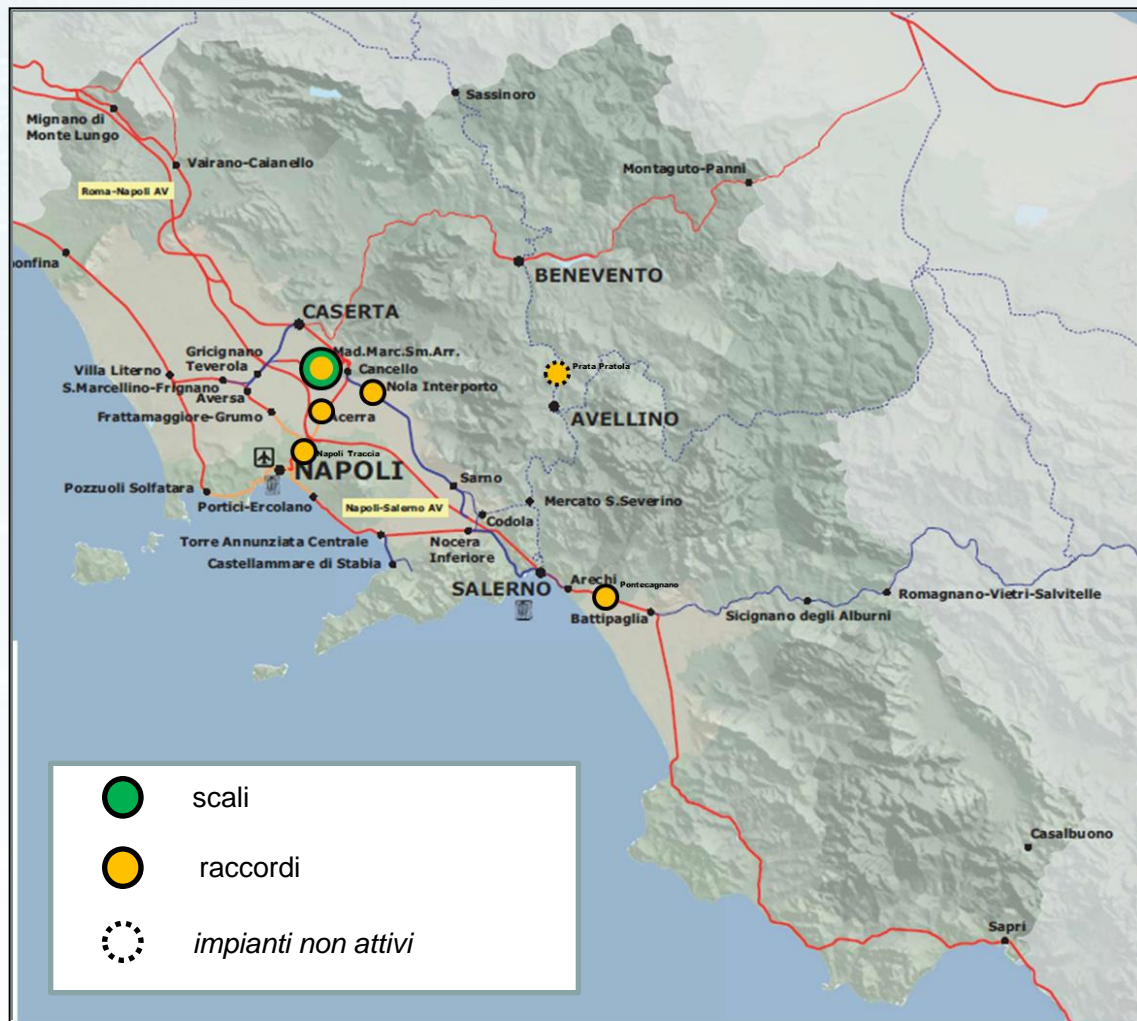 Sassinoro
Mignano di
Monte Lungo
Vairano-Caianello
Montaguto-Panni
Roma-Napoli AV
onfina
BENEVENTO
CASERTA
Mad.Marc.Sm.Arr.
Gricignano
Teverola
Cancello
Villa Literno
Prata Pratola
Nola Interporto
S.Marcellino-Frignano
Aversa
Frattamaggiore-Grumo
Acerra
AVELLINO
Napoli Traccia
NAPOLI
Pozzuoli Solfatara
Sarno
Portici-Ercolano
Napoli-Salerno AV
Mercato S.Severino
Codola
Torre Annunziata Centrale
Nocera
Inferiore
Castellammare di Stabia
SALERNO
Arechi
Pontecagnano
Romagnano-Vietri-Salvitelle
Battipaglia
Sicignano degli Alburni
scali
raccordi
impianti non attivi
Casalbuono
Sapri